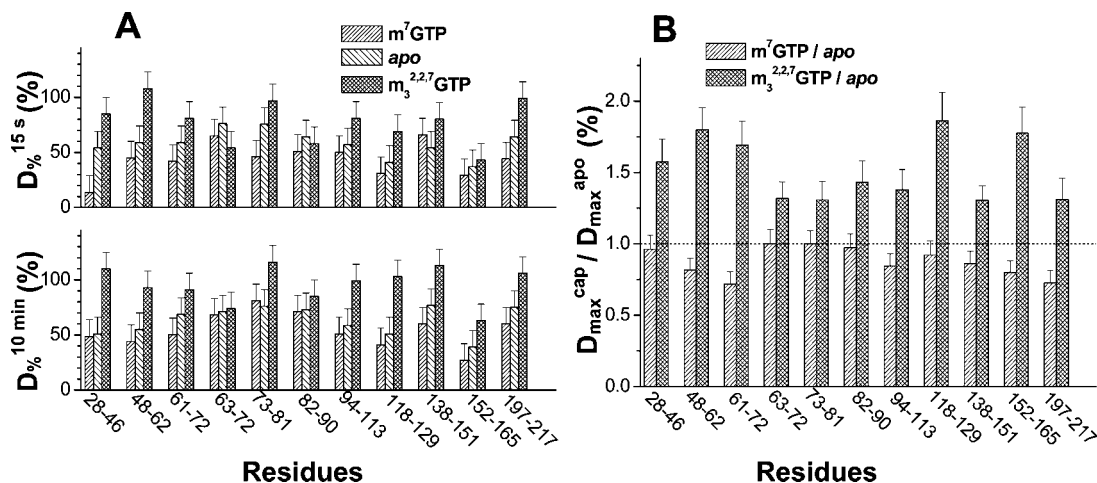 A
m⁷GTP
apo
m₃²,²,⁷GTP
D%¹⁵ ˢ (%)
100
50
0
D%¹⁰ ᵐⁱⁿ (%)
100
50
0
28-46
48-62
61-72
63-72
73-81
82-90
94-113
118-129
138-151
152-165
197-217
Residues
B
m⁷GTP / apo
m₃²,²,⁷GTP / apo
Dmaxᶜᵃᵖ / Dmaxᵃᵖᵒ (%)
2.0
1.5
1.0
0.5
0.0
28-46
48-62
61-72
63-72
73-81
82-90
94-113
118-129
138-151
152-165
197-217
Residues